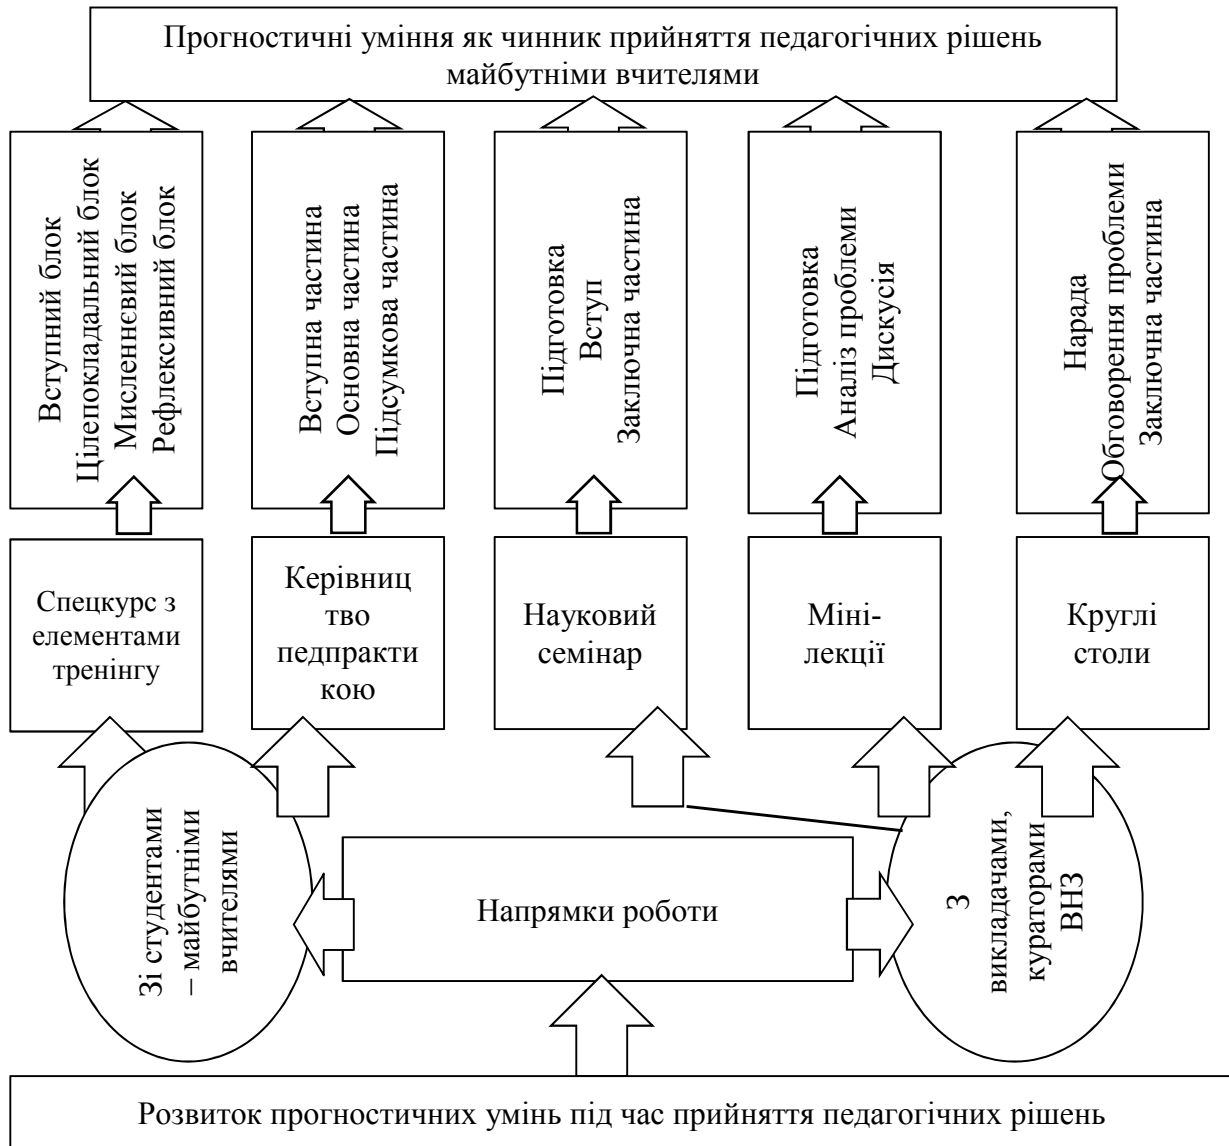 Прогностичні уміння як чинник прийняття педагогічних рішень
майбутніми вчителями
Вступний блок
Цілепокладальний блок
Мисленнєвий блок
Рефлексивний блок
Вступна частина
Основна частина
Підсумкова частина
Підготовка
Вступ
Заключна частина
Підготовка
Аналіз проблеми
Дискусія
Нарада
Обговорення проблеми
Заключна частина
Спецкурс з
елементами
тренінгу
Керівниц
тво
педпракти
кою
Науковий
семінар
Міні-
лекції
Круглі
столи
Зі студентами
– майбутніми
вчителями
Напрямки роботи
З
викладачами,
кураторами
ВНЗ
Розвиток прогностичних умінь під час прийняття педагогічних рішень